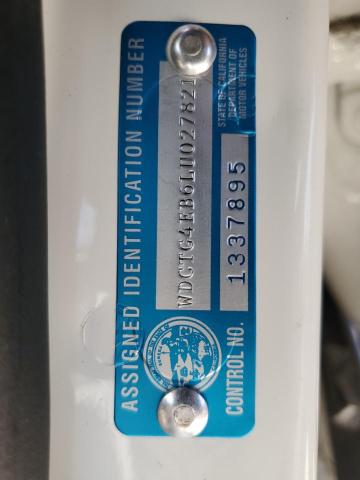 ASSIGNED IDENTIFICATION NUMBER
WDCTG4EB6LU027821
STATE OF CALIFORNIA
DEPARTMENT OF
MOTOR VEHICLES
CONTROL NO. 1337895